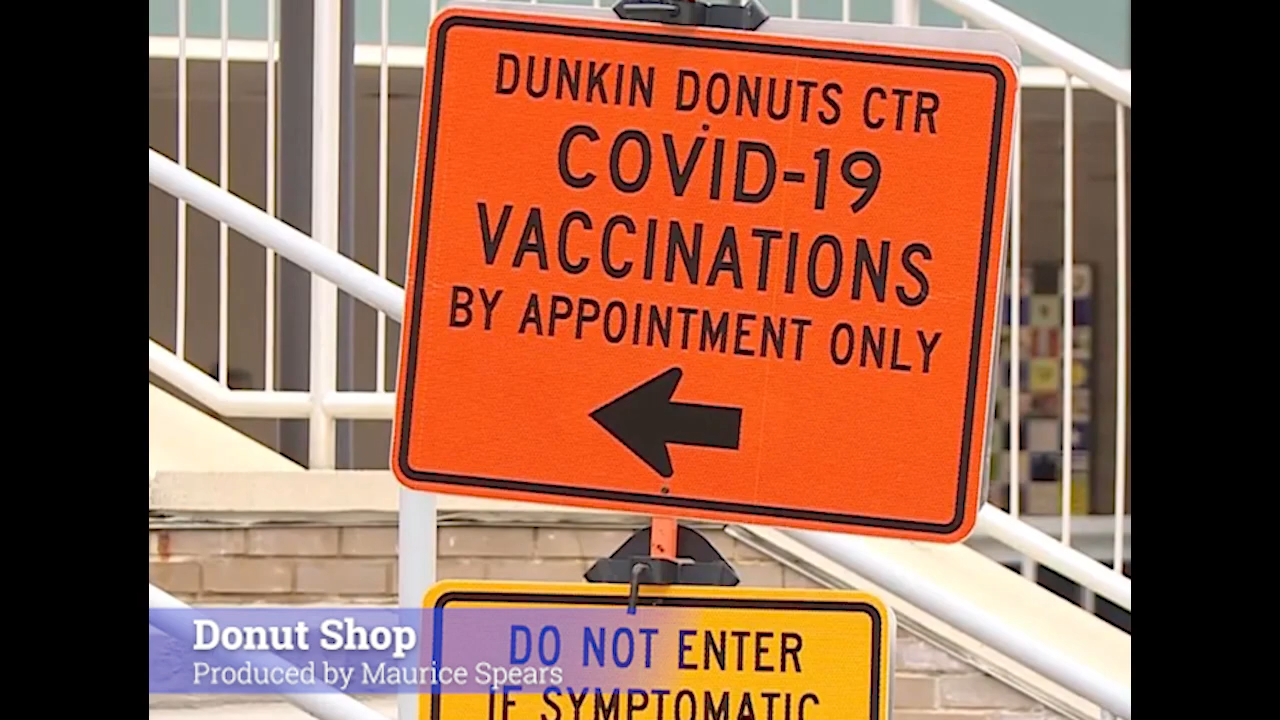 DUNKIN DONUTS CTR
COVID-19
VACCINATIONS
BY APPOINTMENT ONLY
DO NOT ENTER
IF SYMPTOMATIC
Donut Shop
Produced by Maurice Spears